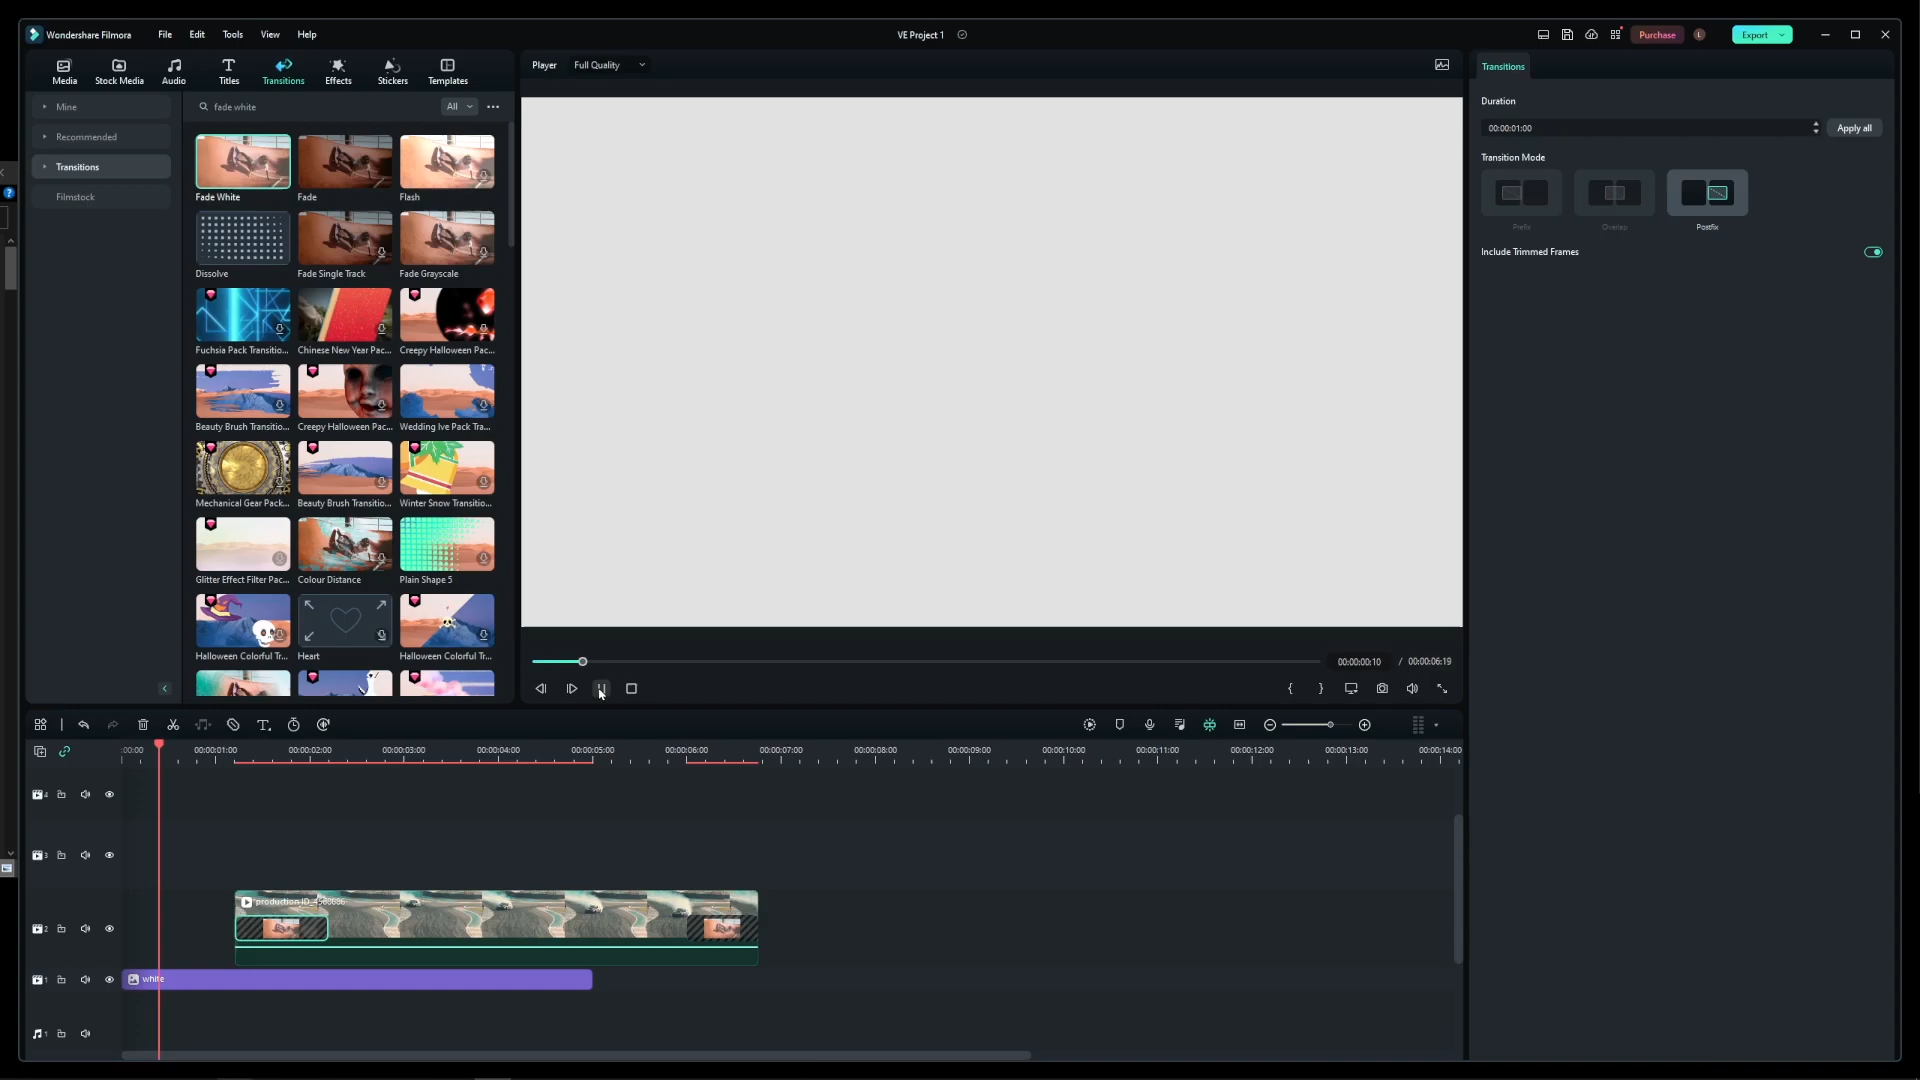 Wondershare Filmora
File
Edit
Tools
View
Help
VE Project 1
Purchase
L
Export
Media
Stock Media
Audio
Titles
Transitions
Effects
Stickers
Templates
Player
Full Quality
Transitions
Mine
Recommended
Transitions
Filmstock
fade white
All
Fade White
Fade
Flash
Dissolve
Fade Single Track
Fade Grayscale
Fuchsia Pack Transitio...
Chinese New Year Pac...
Creepy Halloween Pac...
Beauty Brush Transitio...
Creepy Halloween Pac...
Wedding Ive Pack Tra...
Mechanical Gear Pack...
Beauty Brush Transitio...
Winter Snow Transitio...
Glitter Effect Filter Pac...
Colour Distance
Plain Shape 5
Halloween Colorful Tr...
Heart
Halloween Colorful Tr...
Duration
00:00:01:00
Apply all
Transition Mode
Prefix
Overlap
Postfix
Include Trimmed Frames
00:00:00:10
/ 00:00:06:19
:00:00
00:00:01:00
00:00:02:00
00:00:03:00
00:00:04:00
00:00:05:00
00:00:06:00
00:00:07:00
00:00:08:00
00:00:09:00
00:00:10:00
00:00:11:00
00:00:12:00
00:00:13:00
00:00:14:00
4
3
2
production ID_4568686
1
white
1